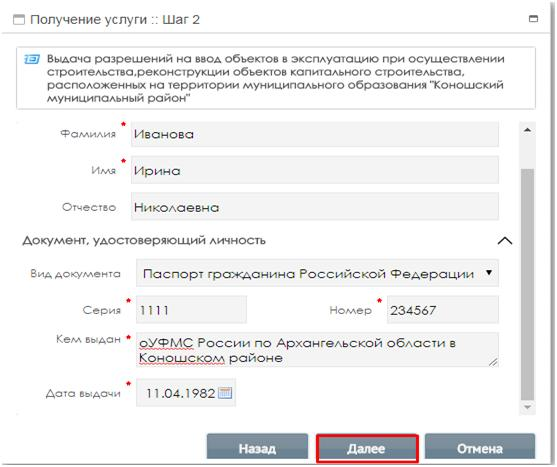 Получение услуги :: Шаг 2
Выдача разрешений на ввод объектов в эксплуатацию при осуществлении
строительства,реконструкции объектов капитального строительства,
расположенных на территории муниципального образования "Коношский
муниципальный район"
Фамилия * Иванова
Имя * Ирина
Отчество Николаевна
Документ, удостоверяющий личность
Вид документа Паспорт гражданина Российской Федерации
Серия * 1111 Номер * 234567
Кем выдан * оУФМС России по Архангельской области в
Коношском районе
Дата выдачи * 11.04.1982
Назад Далее Отмена